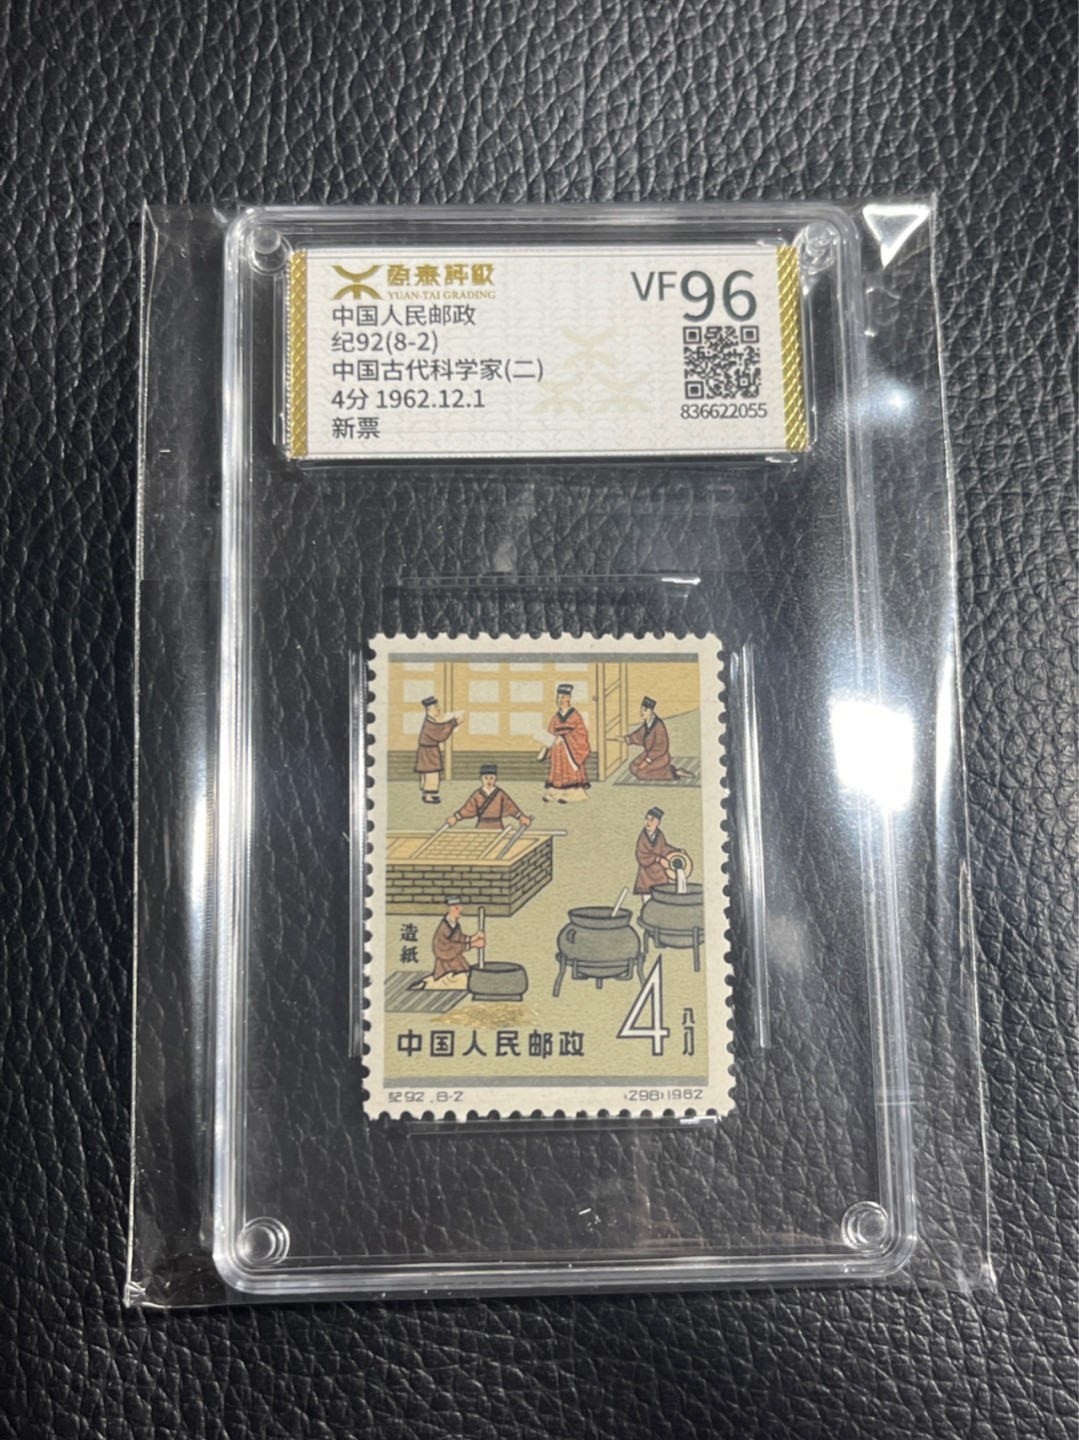 源泰評級
YUAN-TAI GRADING
中国人民邮政
纪92(8-2)
中国古代科学家(二)
4分 1962.12.1
新票
VF96
836622055
造紙
中国人民邮政
4分
纪92.8-2
(298)1962